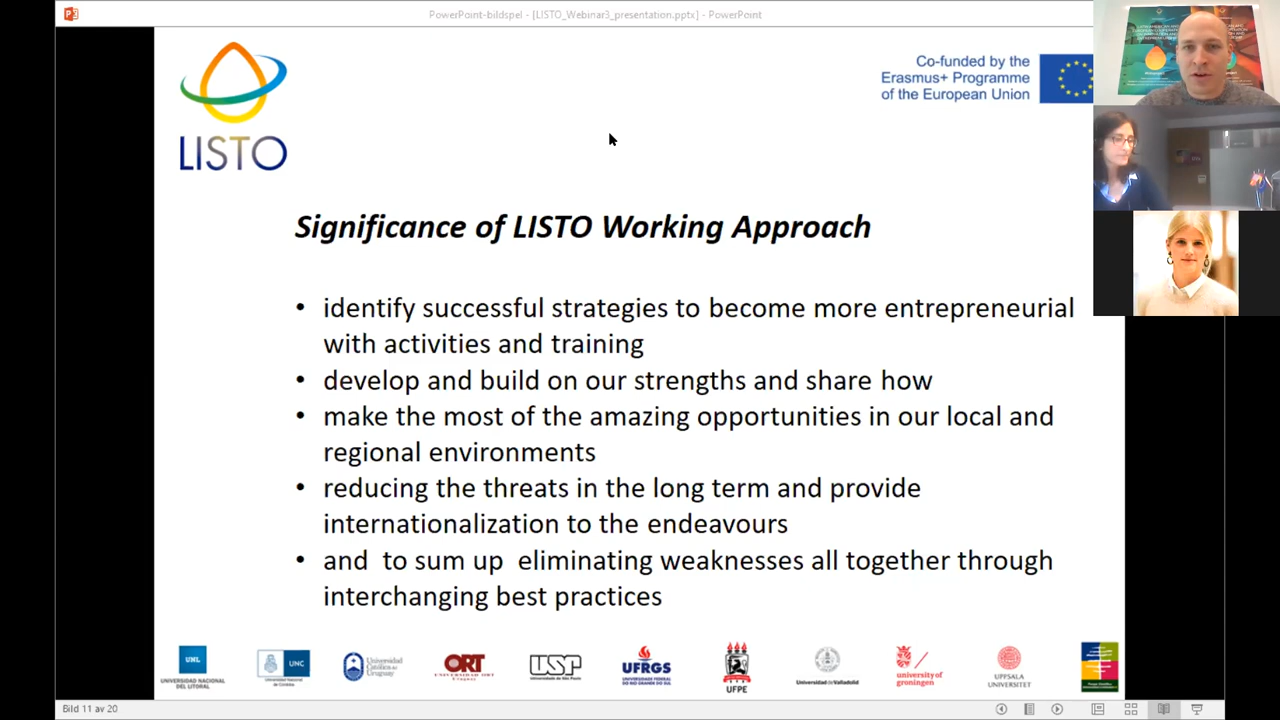 PowerPoint-bildspel - [LISTO_Webinar3_presentation.pptx] - PowerPoint
LISTO
Co-funded by the
Erasmus+ Programme
of the European Union
Significance of LISTO Working Approach
• identify successful strategies to become more entrepreneurial
with activities and training
• develop and build on our strengths and share how
• make the most of the amazing opportunities in our local and
regional environments
• reducing the threats in the long term and provide
internationalization to the endeavours
• and to sum up eliminating weaknesses all together through
interchanging best practices
UNL
UNIVERSIDAD NACIONAL
DEL LITORAL
UNC
Universidad
Católica del
Uruguay
ORT
UNIVERSIDAD ORT
Uruguay
USP
Universidade de São Paulo
UFRGS
UNIVERSIDADE FEDERAL
DO RIO GRANDE DO SUL
UFPE
Universidad de Valladolid
university of
groningen
UPPSALA
UNIVERSITET
Bild 11 av 20